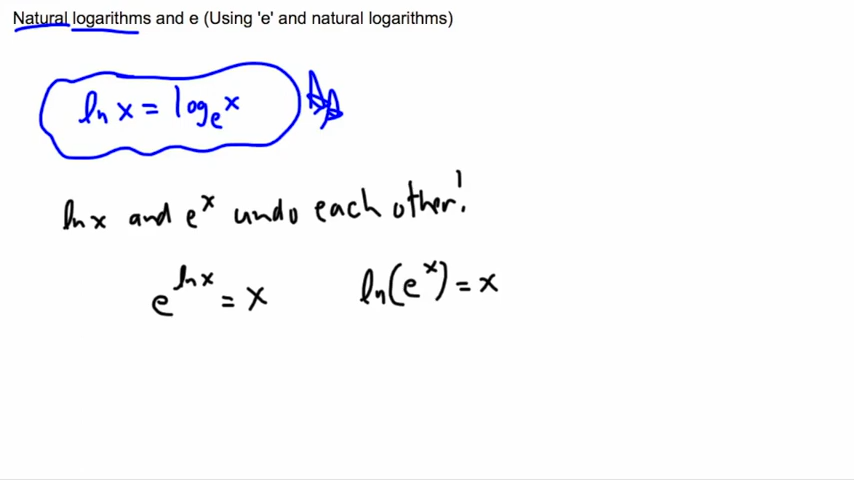 Natural logarithms and e (Using 'e' and natural logarithms)
ln x = logₑ x
ln x and eˣ undo each other!
e^{ln x} = x    ln(eˣ) = x